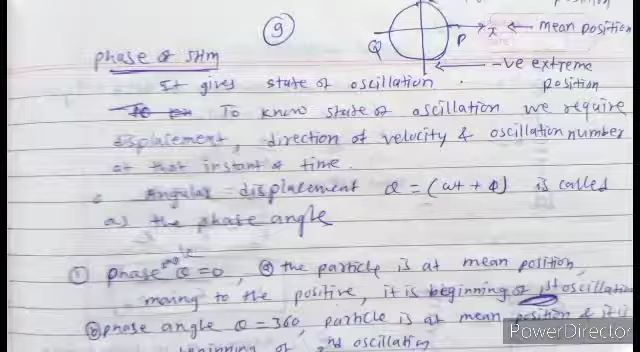 position
9
x ← mean position
Q
P
← -ve extreme
position
phase of SHM
It gives state of oscillation.
To know state of oscillation we require
displacement, direction of velocity & oscillation number
at that instant of time.
Angular displacement θ = (ωt + φ) is called
as the phase angle
① phase angle θ = 0, ⓐ the particle is at mean position,
moving to the positive, it is beginning of 1st oscillation
ⓑ phase angle θ = 360, particle is at mean position & it is
beginning of 2nd oscillation
PowerDirector